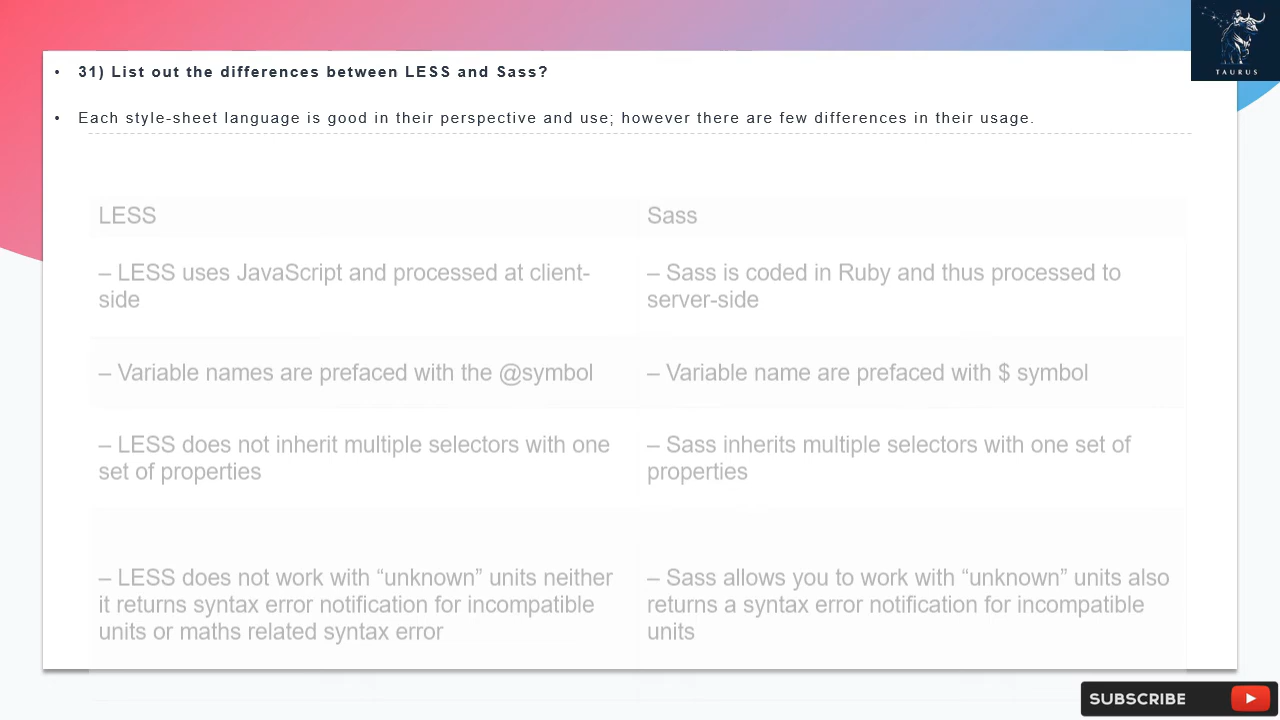 TAURUS
• 31) List out the differences between LESS and Sass?
• Each style-sheet language is good in their perspective and use; however there are few differences in their usage.
LESS
Sass
– LESS uses JavaScript and processed at client-
side
– Sass is coded in Ruby and thus processed to
server-side
– Variable names are prefaced with the @symbol
– Variable name are prefaced with $ symbol
– LESS does not inherit multiple selectors with one
set of properties
– Sass inherits multiple selectors with one set of
properties
– LESS does not work with “unknown” units neither
it returns syntax error notification for incompatible
units or maths related syntax error
– Sass allows you to work with “unknown” units also
returns a syntax error notification for incompatible
units
SUBSCRIBE